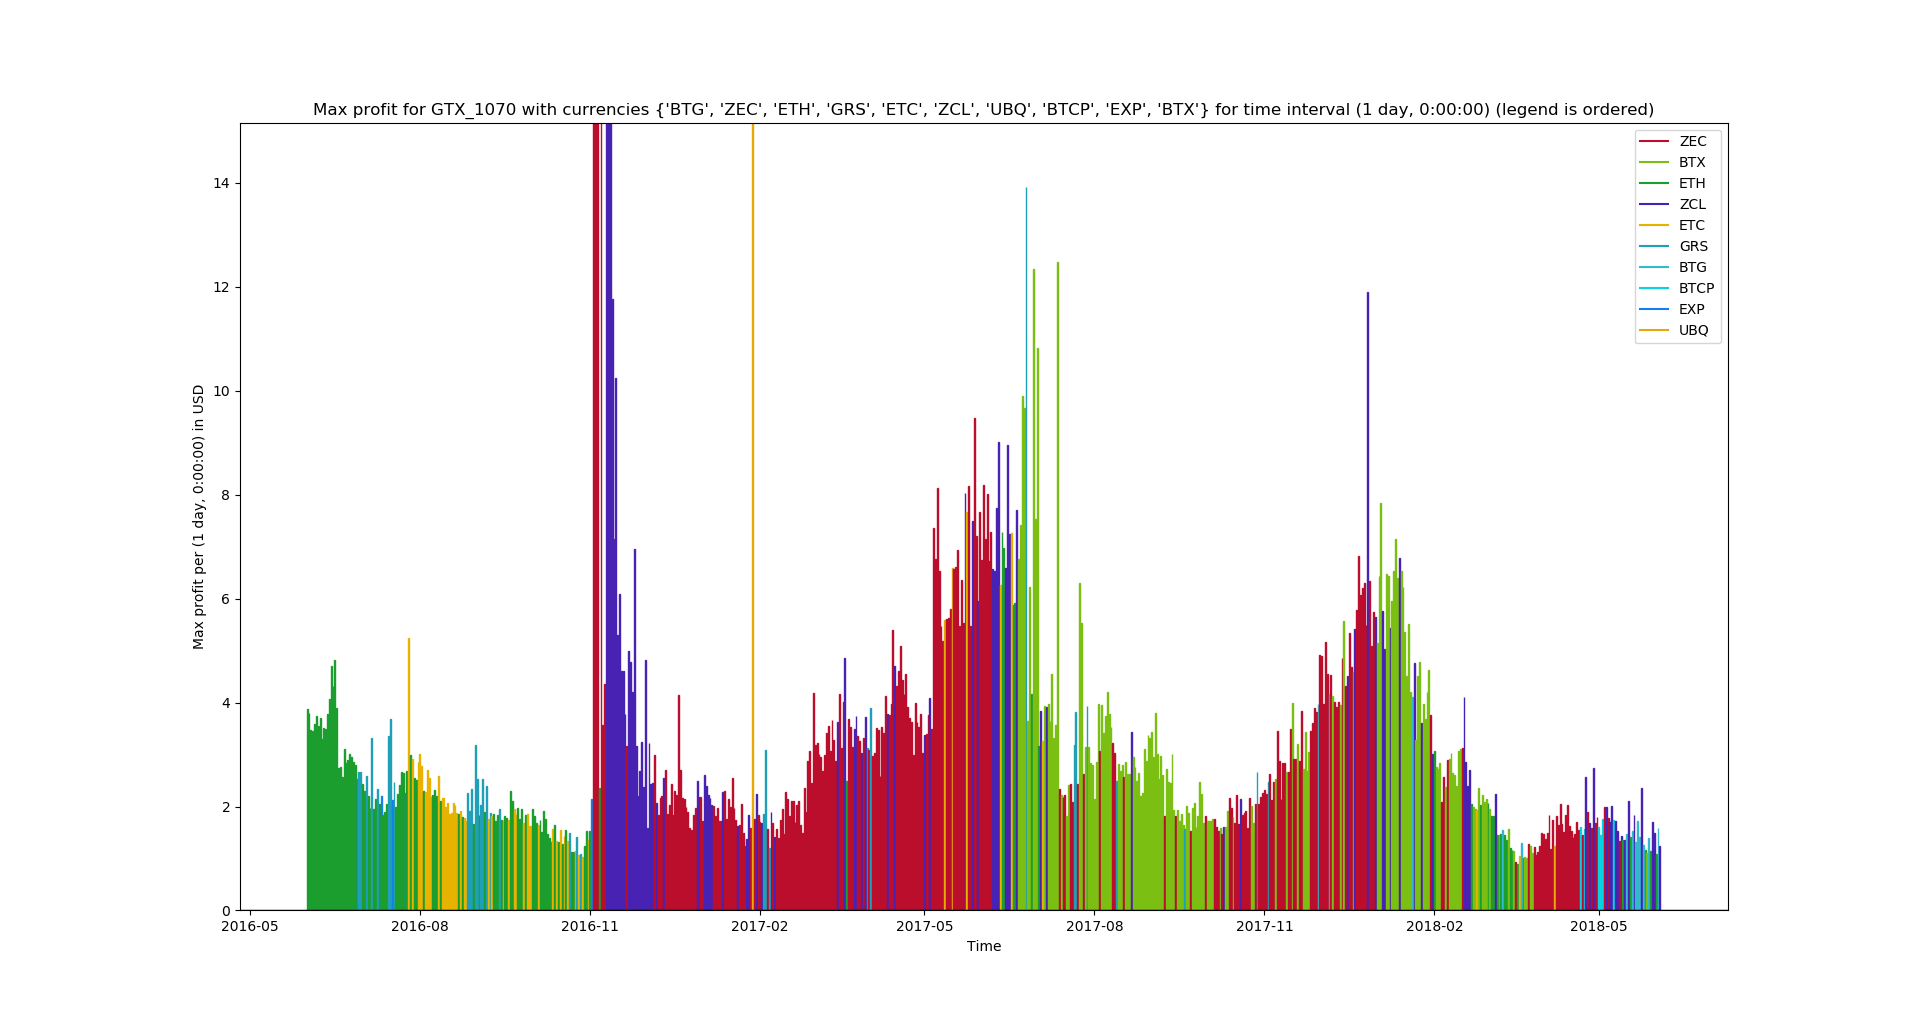 Max profit for GTX_1070 with currencies {'BTG', 'ZEC', 'ETH', 'GRS', 'ETC', 'ZCL', 'UBQ', 'BTCP', 'EXP', 'BTX'} for time interval (1 day, 0:00:00) (legend is ordered)
ZEC
BTX
ETH
ZCL
ETC
GRS
BTG
BTCP
EXP
UBQ
Max profit per (1 day, 0:00:00) in USD
14
12
10
8
6
4
2
0
2016-05 2016-08 2016-11 2017-02 2017-05 2017-08 2017-11 2018-02 2018-05
Time